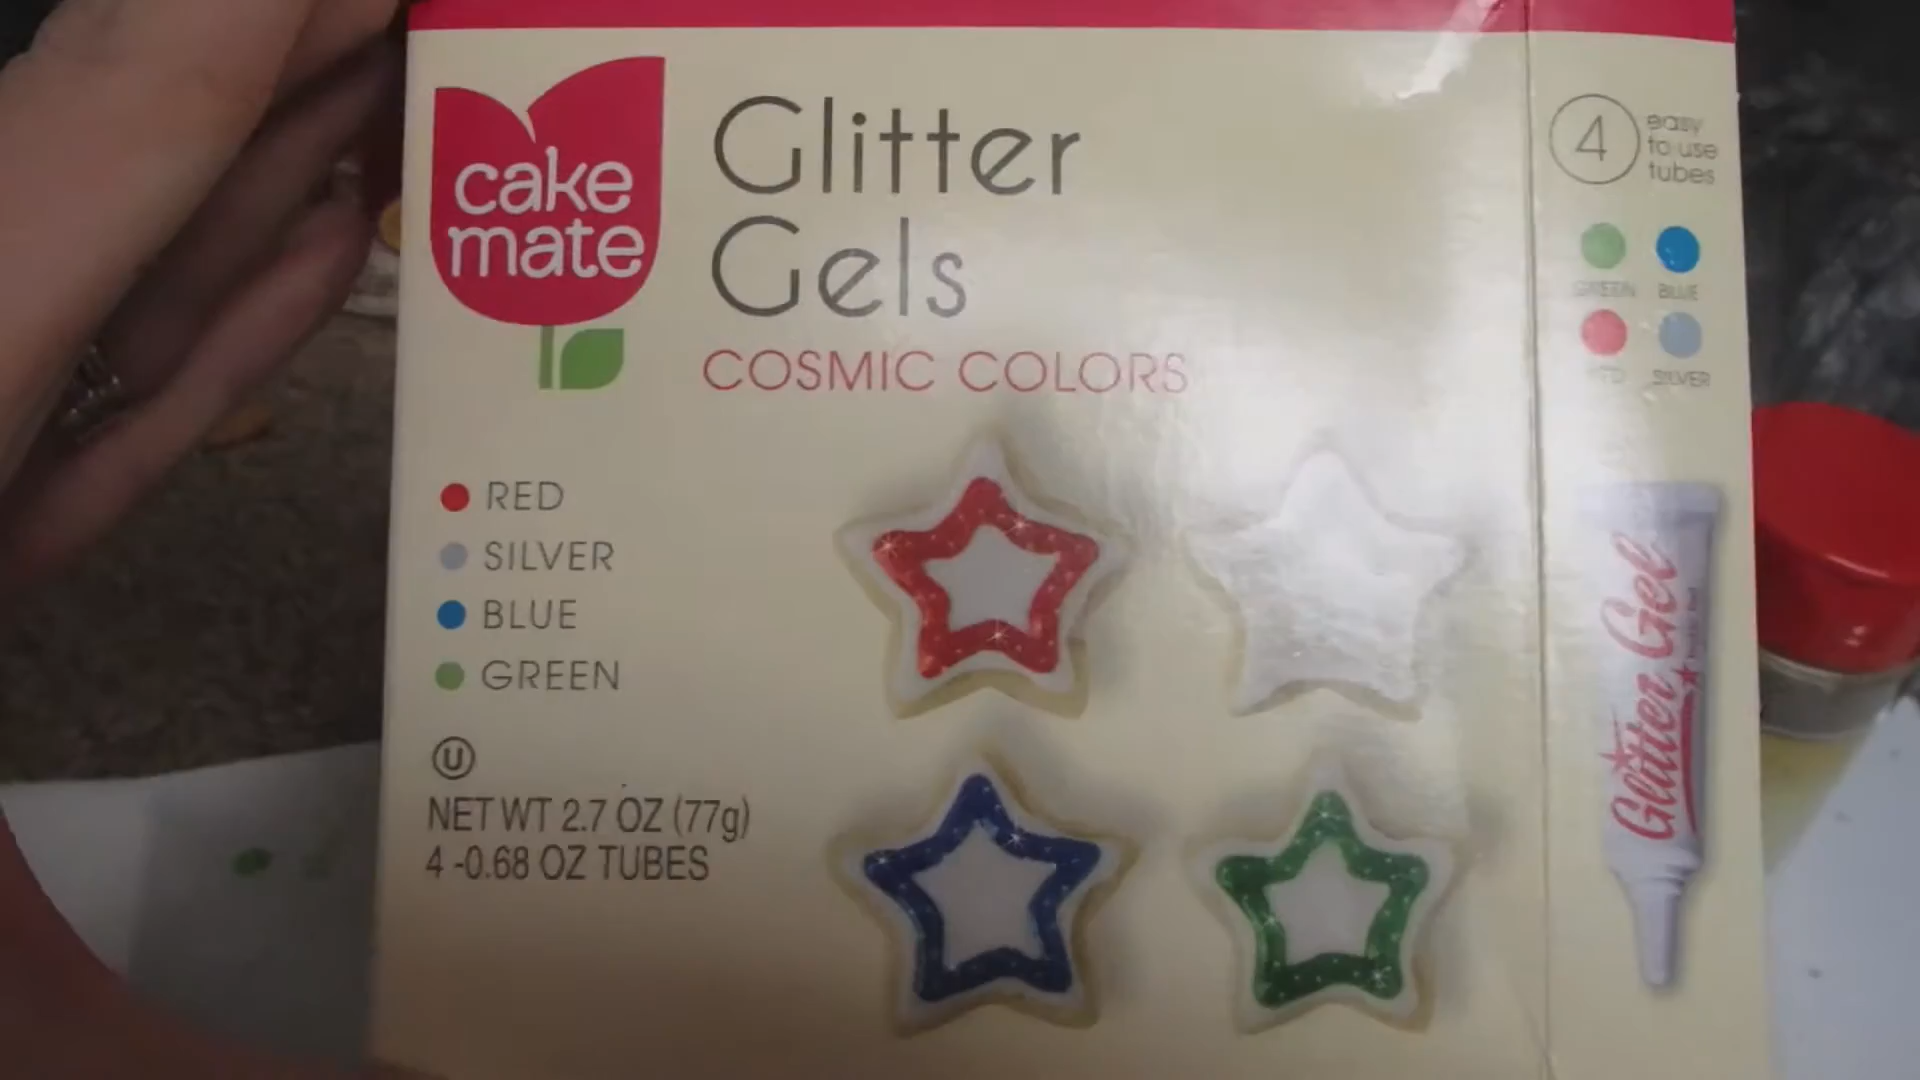 cake
mate
Glitter
Gels
COSMIC COLORS
RED
SILVER
BLUE
GREEN
U
NET WT 2.7 OZ (77g)
4 -0.68 OZ TUBES
4
easy
to use
tubes
GREEN
BLUE
RED
SILVER
Glitter Gel